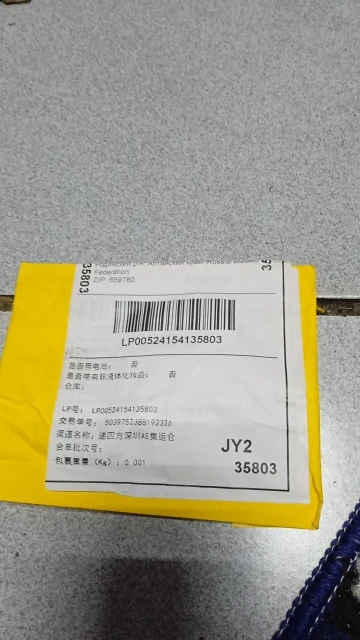 35803
35
Federation
ZIP: 659780
LP00524154135803
是否带电池: 否
是否带有非液体化妆品: 否
仓库:
LP号: LP00524154135803
交易单号: 5039752388192326
渠道名称: 递四方深圳AE集运仓
合单批次号:
包裹重量 (Kg): 0.001
JY2
35803